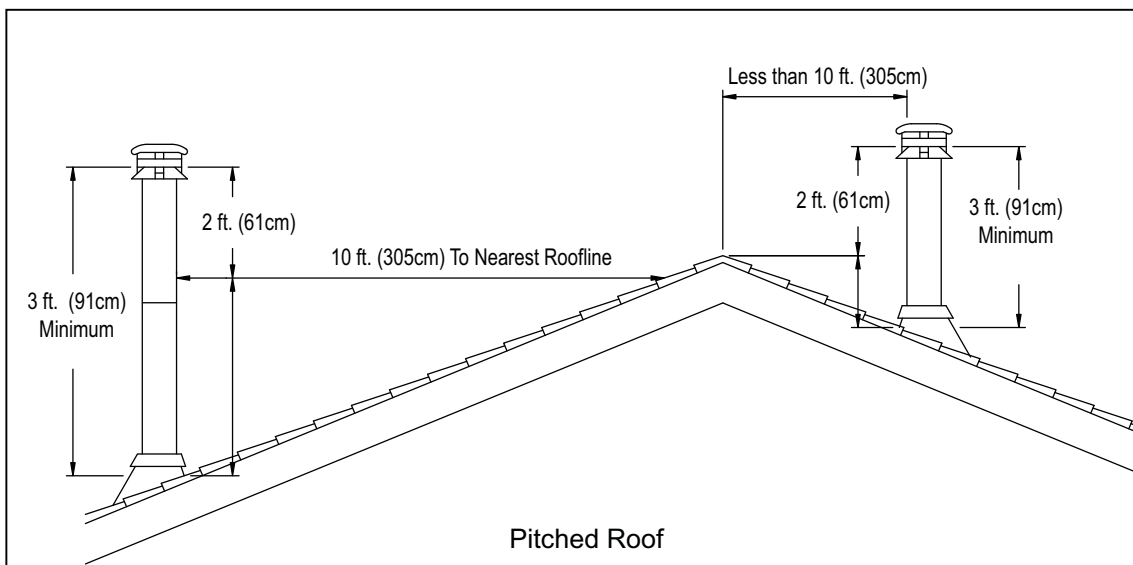 Less than 10 ft. (305cm)
2 ft. (61cm)
3 ft. (91cm)
Minimum
2 ft. (61cm)
10 ft. (305cm) To Nearest Roofline
3 ft. (91cm)
Minimum
Pitched Roof